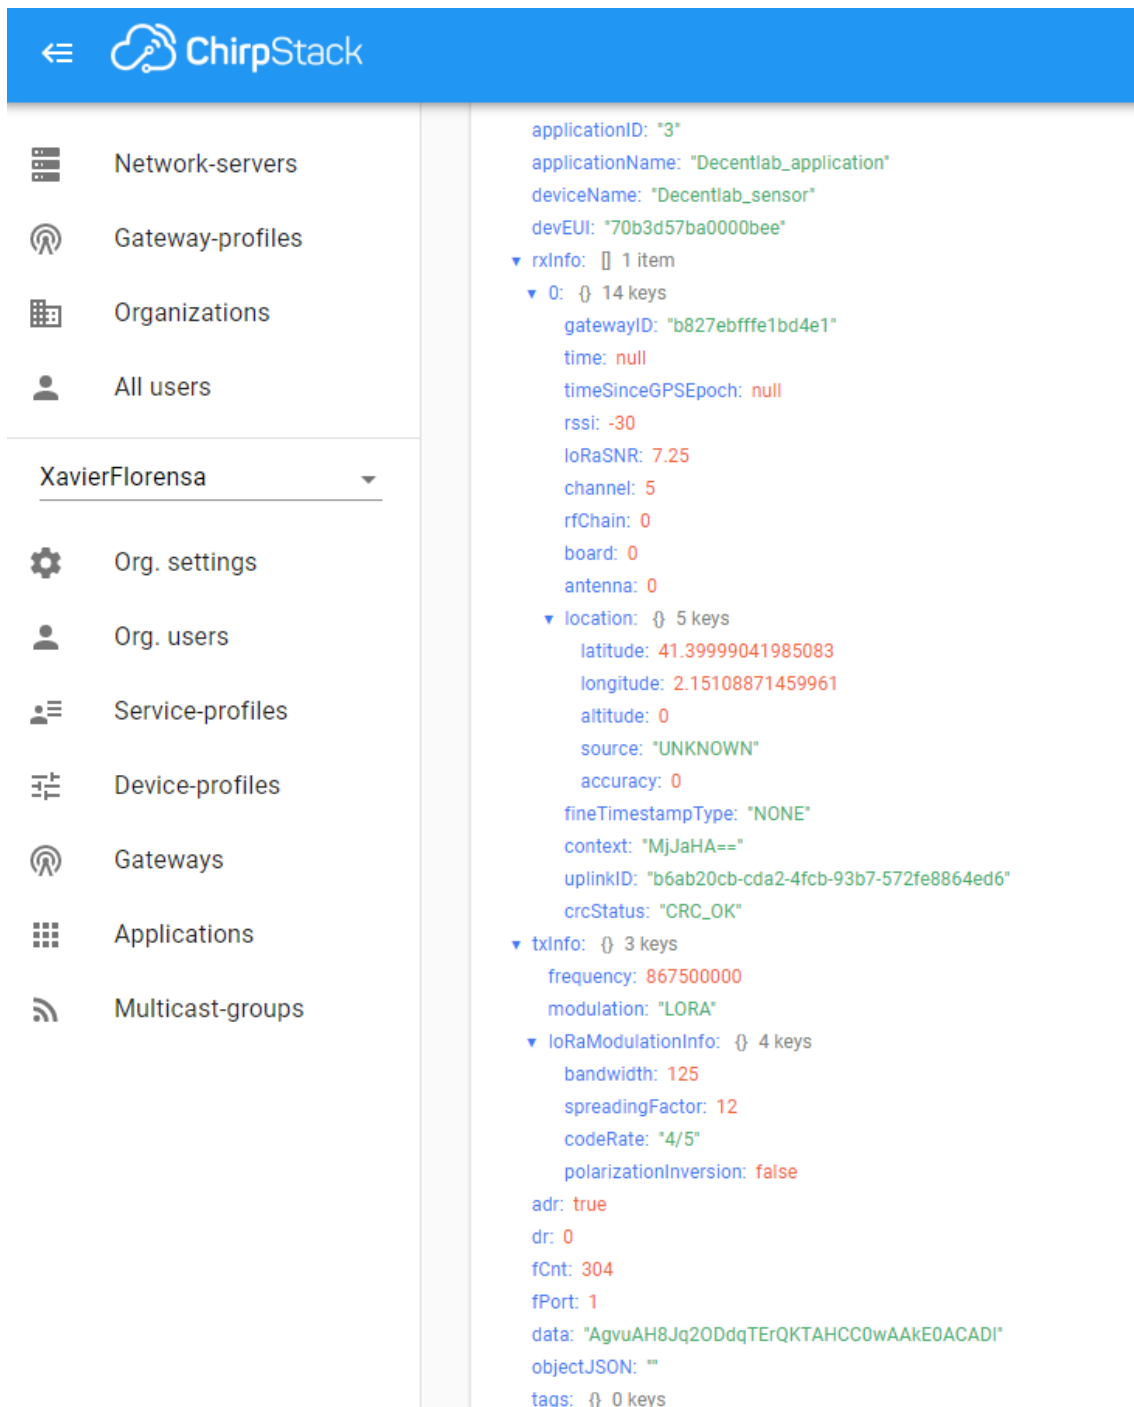 ChirpStack
Network-servers
Gateway-profiles
Organizations
All users
XavierFlorensa
Org. settings
Org. users
Service-profiles
Device-profiles
Gateways
Applications
Multicast-groups
applicationID: "3"
applicationName: "Decentlab_application"
deviceName: "Decentlab_sensor"
devEUI: "70b3d57ba0000bee"
rxInfo: [] 1 item
0: {} 14 keys
gatewayID: "b827ebfffe1bd4e1"
time: null
timeSinceGPSEpoch: null
rssi: -30
loRaSNR: 7.25
channel: 5
rfChain: 0
board: 0
antenna: 0
location: {} 5 keys
latitude: 41.39999041985083
longitude: 2.15108871459961
altitude: 0
source: "UNKNOWN"
accuracy: 0
fineTimestampType: "NONE"
context: "MjJaHA=="
uplinkID: "b6ab20cb-cda2-4fcb-93b7-572fe8864ed6"
crcStatus: "CRC_OK"
txInfo: {} 3 keys
frequency: 867500000
modulation: "LORA"
loRaModulationInfo: {} 4 keys
bandwidth: 125
spreadingFactor: 12
codeRate: "4/5"
polarizationInversion: false
adr: true
dr: 0
fCnt: 304
fPort: 1
data: "AgvuAH8Jq2ODdqTErQKTAHCC0wAAkE0ACADI"
objectJSON: ""
tags: {} 0 keys